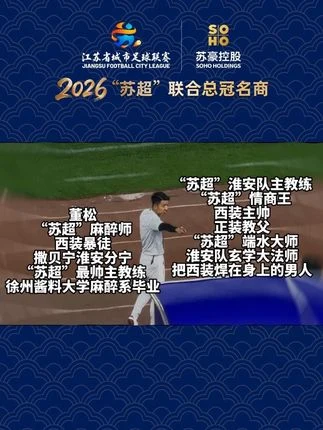 江苏省城市足球联赛
JIANGSU FOOTBALL CITY LEAGUE
SOHO
苏豪控股
SOHO HOLDINGS
2026“苏超”联合总冠名商
董松
“苏超”麻醉师
西装暴徒
撒贝宁淮安分宁
“苏超”最帅主教练
徐州酱料大学麻醉系毕业
“苏超”淮安队主教练
“苏超”情商王
西装主帅
正装教父
“苏超”端水大师
淮安队玄学大法师
把西装焊在身上的男人